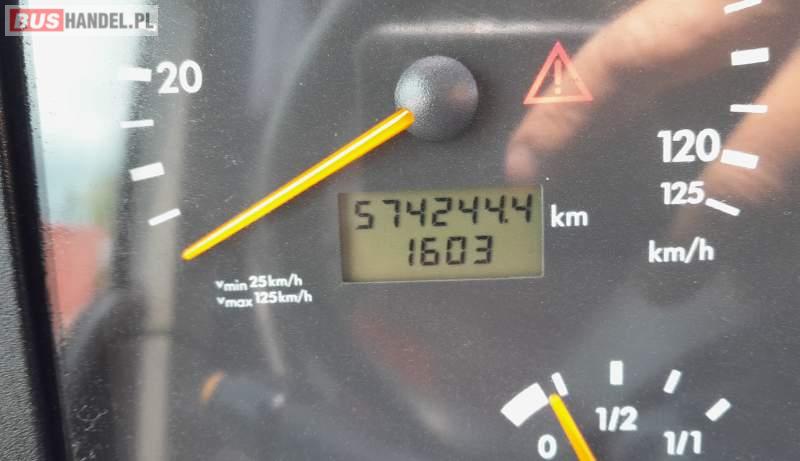 BUSHANDEL.PL
20
120
125
km/h
574244.4 km
1603
vmin 25km/h
vmax 125km/h
0 1/2 1/1